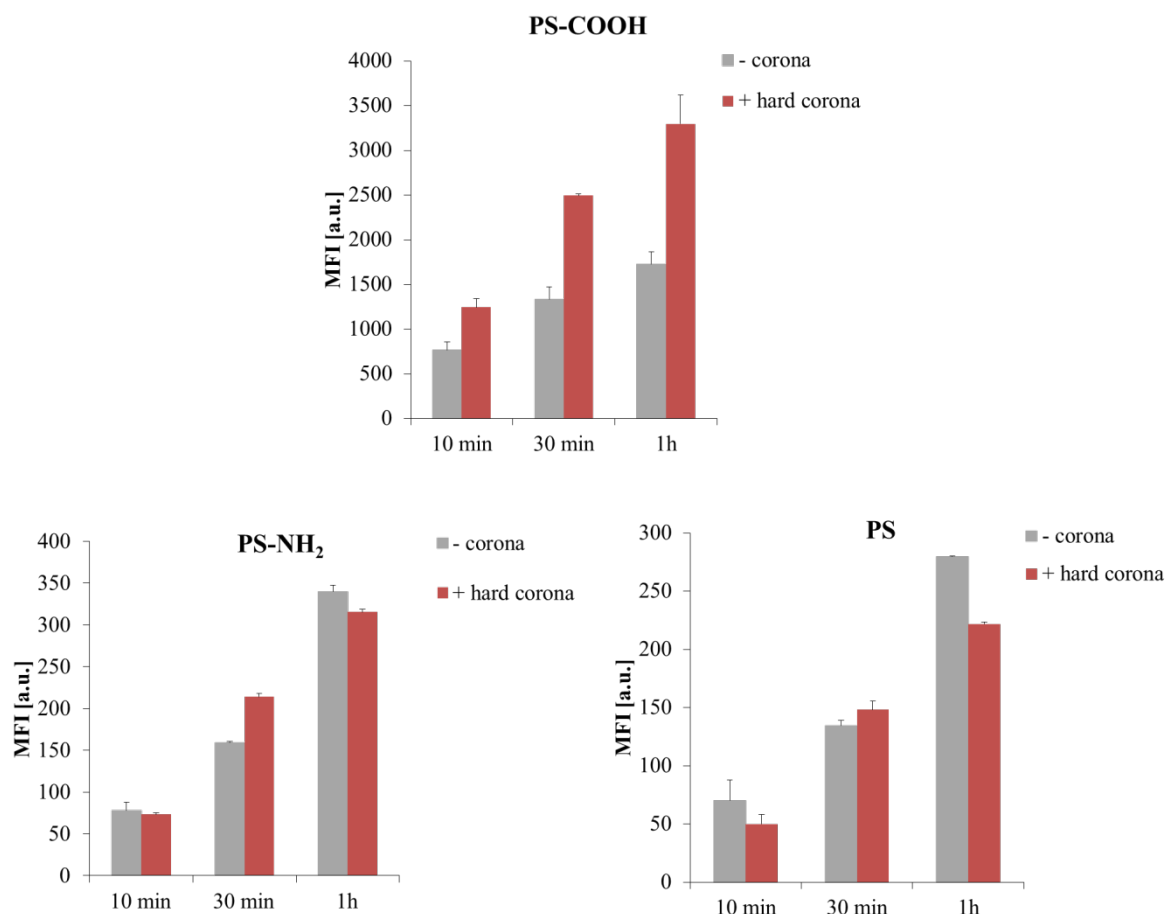 PS-COOH
4000
3500
3000
2500
2000
1500
1000
500
0
MFI [a.u.]
10 min 30 min 1h
- corona
+ hard corona
PS-NH₂
400
350
300
250
200
150
100
50
0
MFI [a.u.]
10 min 30 min 1h
- corona
+ hard corona
PS
300
250
200
150
100
50
0
MFI [a.u.]
10 min 30 min 1h
- corona
+ hard corona